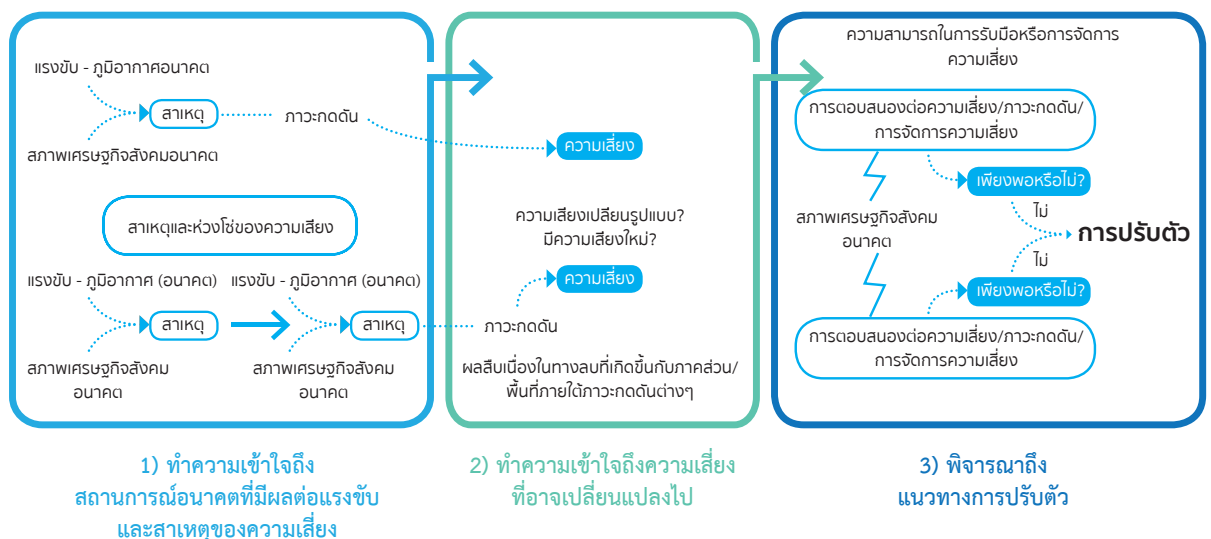 แรงขับ - ภูมิอากาศอนาคต
สาเหตุ
ภาวะกดดัน
สภาพเศรษฐกิจสังคมอนาคต
สาเหตุและห่วงโซ่ของความเสียง
แรงขับ - ภูมิอากาศ (อนาคต)
แรงขับ - ภูมิอากาศ (อนาคต)
สาเหตุ
สาเหตุ
สภาพเศรษฐกิจสังคม
อนาคต
สภาพเศรษฐกิจสังคม
อนาคต
ความเสี่ยง
ความเสียงเปลียนรูปแบบ?
มีความเสียงใหม่?
ความเสี่ยง
ภาวะกดดัน
ผลสืบเนื่องในทางลบที่เกิดขึ้นกับภาคส่วน/
พื้นที่ภายใต้ภาวะกดดันต่างๆ
ความสามารถในการรับมือหรือการจัดการ
ความเสี่ยง
การตอบสนองต่อความเสี่ยง/ภาวะกดดัน/
การจัดการความเสี่ยง
เพียงพอหรือไม่?
ไม่
สภาพเศรษฐกิจสังคม
อนาคต
การปรับตัว
ไม่
เพียงพอหรือไม่?
การตอบสนองต่อความเสี่ยง/ภาวะกดดัน/
การจัดการความเสี่ยง
1) ทำความเข้าใจถึง
สถานการณ์อนาคตที่มีผลต่อแรงขับ
และสาเหตุของความเสี่ยง
2) ทำความเข้าใจถึงความเสี่ยง
ที่อาจเปลี่ยนแปลงไป
3) พิจารณาถึง
แนวทางการปรับตัว